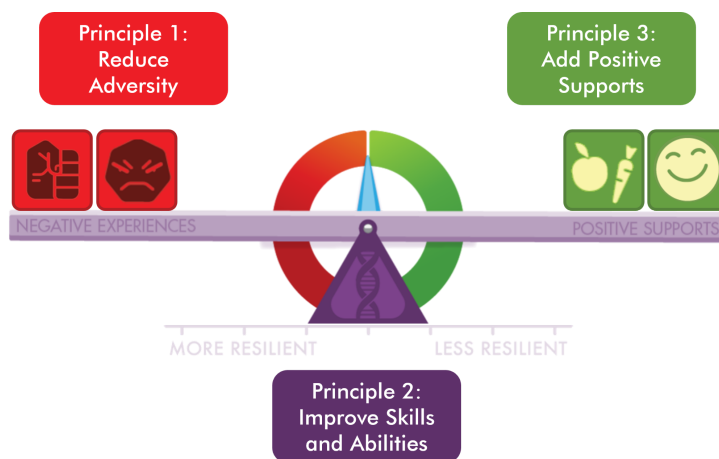 Principle 1:
Reduce
Adversity
Principle 3:
Add Positive
Supports
NEGATIVE EXPERIENCES
POSITIVE SUPPORTS
MORE RESILIENT
LESS RESILIENT
Principle 2:
Improve Skills
and Abilities